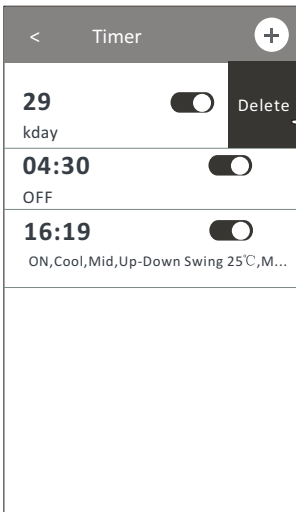 < Timer +
29
Delete
kday
04:30
OFF
16:19
ON,Cool,Mid,Up-Down Swing 25℃,M...